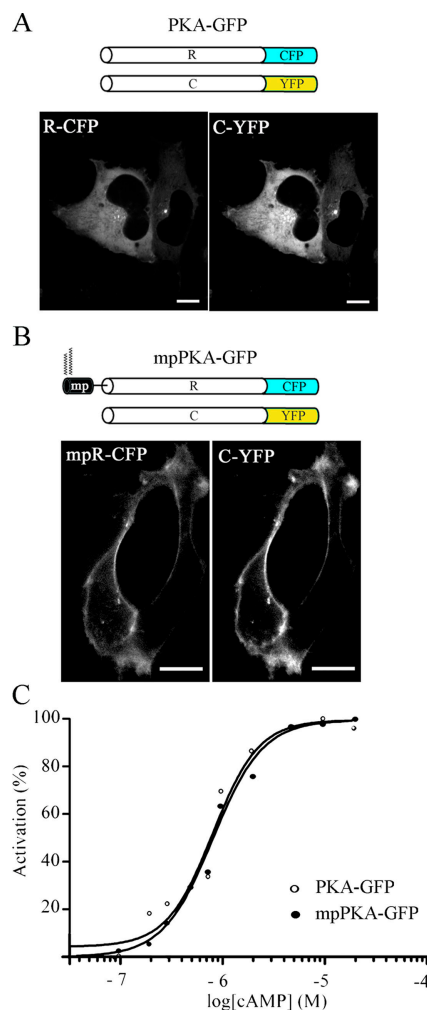 A
PKA-GFP
R CFP
C YFP
R-CFP C-YFP
B
mpPKA-GFP
mp R CFP
C YFP
mpR-CFP C-YFP
C
100
80
60
40
20
Activation (%)
PKA-GFP
mpPKA-GFP
- 7 - 6 - 5 - 4
log[cAMP] (M)